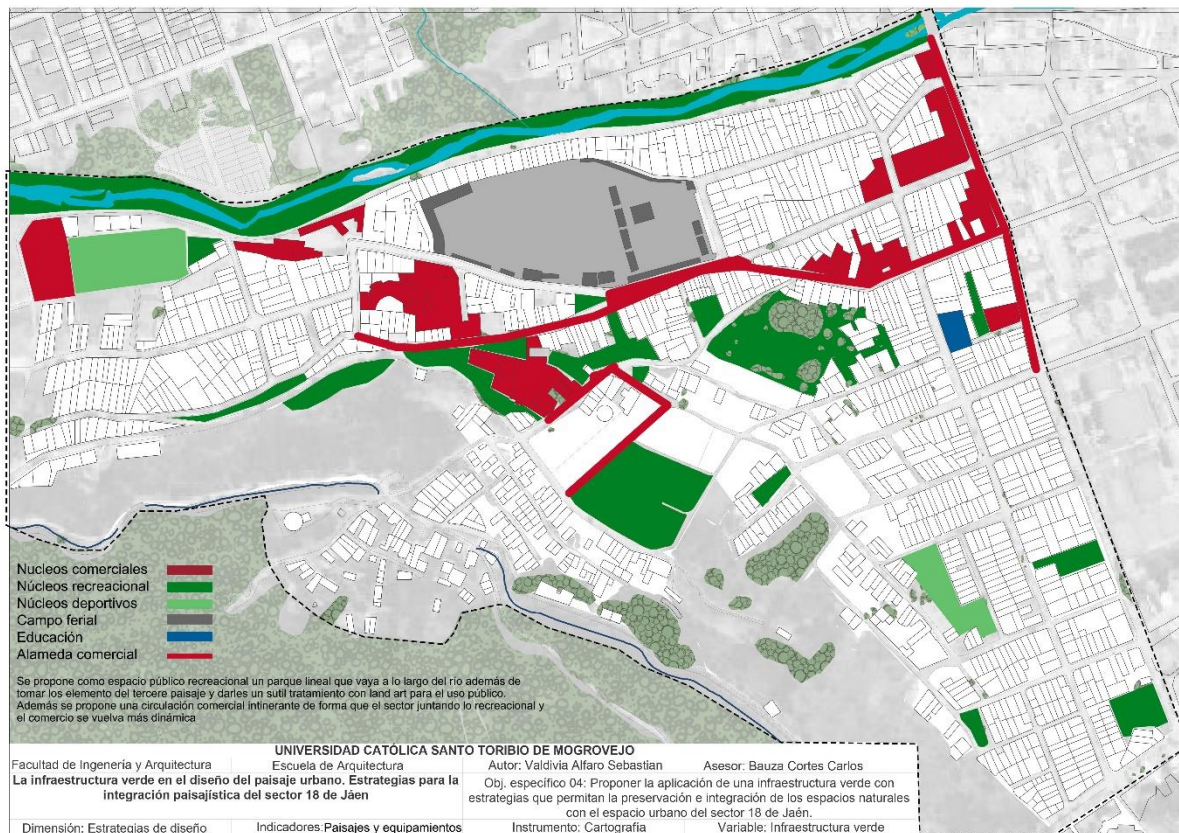 Nucleos comerciales
Núcleos recreacional
Núcleos deportivos
Campo ferial
Educación
Alameda comercial
Se propone como espacio público recreacional un parque lineal que vaya a lo largo del río además de
tomar los elemento del tercere paisaje y darles un sutil tratamiento con land art para el uso público.
Además se propone una circulación comercial intinerante de forma que el sector juntando lo recreacional y
el comercio se vuelva más dinámica
UNIVERSIDAD CATÓLICA SANTO TORIBIO DE MOGROVEJO
Facultad de Ingenería y Arquitectura
Escuela de Arquitectura
Autor: Valdivia Alfaro Sebastian
Asesor: Bauza Cortes Carlos
La infraestructura verde en el diseño del paisaje urbano. Estrategias para la
integración paisajística del sector 18 de Jáen
Obj. específico 04: Proponer la aplicación de una infraestructura verde con
estrategias que permitan la preservación e integración de los espacios naturales
con el espacio urbano del sector 18 de Jaén.
Dimensión: Estrategias de diseño
Indicadores: Paisajes y equipamientos
Instrumento: Cartografía
Variable: Infraestructura verde